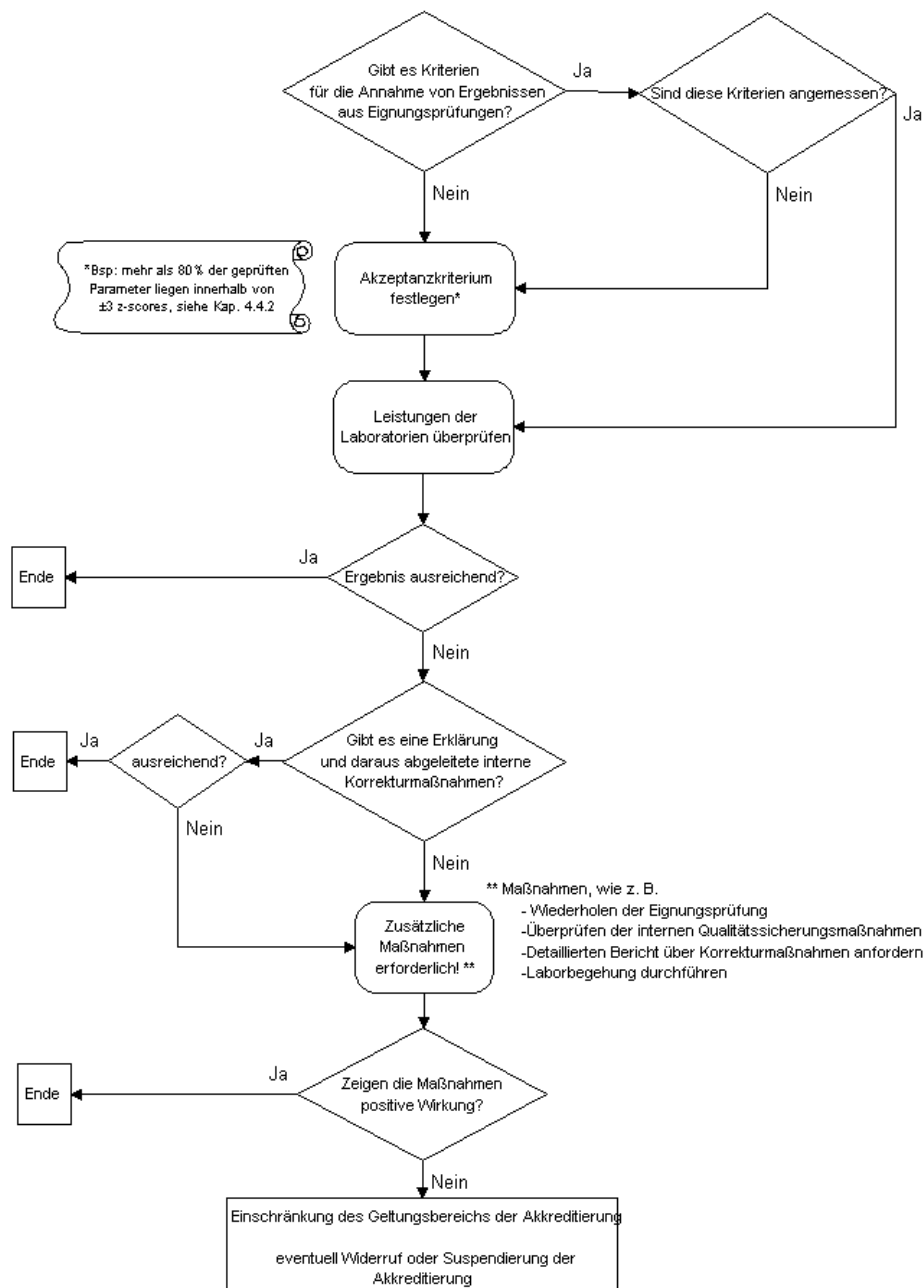 Gibt es Kriterien
für die Annahme von Ergebnissen
aus Eignungsprüfungen?
Ja
Sind diese Kriterien angemessen?
Ja
Nein
Nein
*Bsp: mehr als 80% der geprüften
Parameter liegen innerhalb von
±3 z-scores, siehe Kap. 4.4.2
Akzeptanzkriterium
festlegen*
Leistungen der
Laboratorien überprüfen
Ja
Ende
Ergebnis ausreichend?
Nein
Ende
Ja
ausreichend?
Ja
Gibt es eine Erklärung
und daraus abgeleitete interne
Korrekturmaßnahmen?
Nein
Nein
** Maßnahmen, wie z. B.
- Wiederholen der Eignungsprüfung
-Überprüfen der internen Qualitätssicherungsmaßnahmen
-Detaillierten Bericht über Korrekturmaßnahmen anfordern
-Laborbegehung durchführen
Zusätzliche
Maßnahmen
erforderlich! **
Ja
Ende
Zeigen die Maßnahmen
positive Wirkung?
Nein
Einschränkung des Geltungsbereichs der Akkreditierung
eventuell Widerruf oder Suspendierung der
Akkreditierung